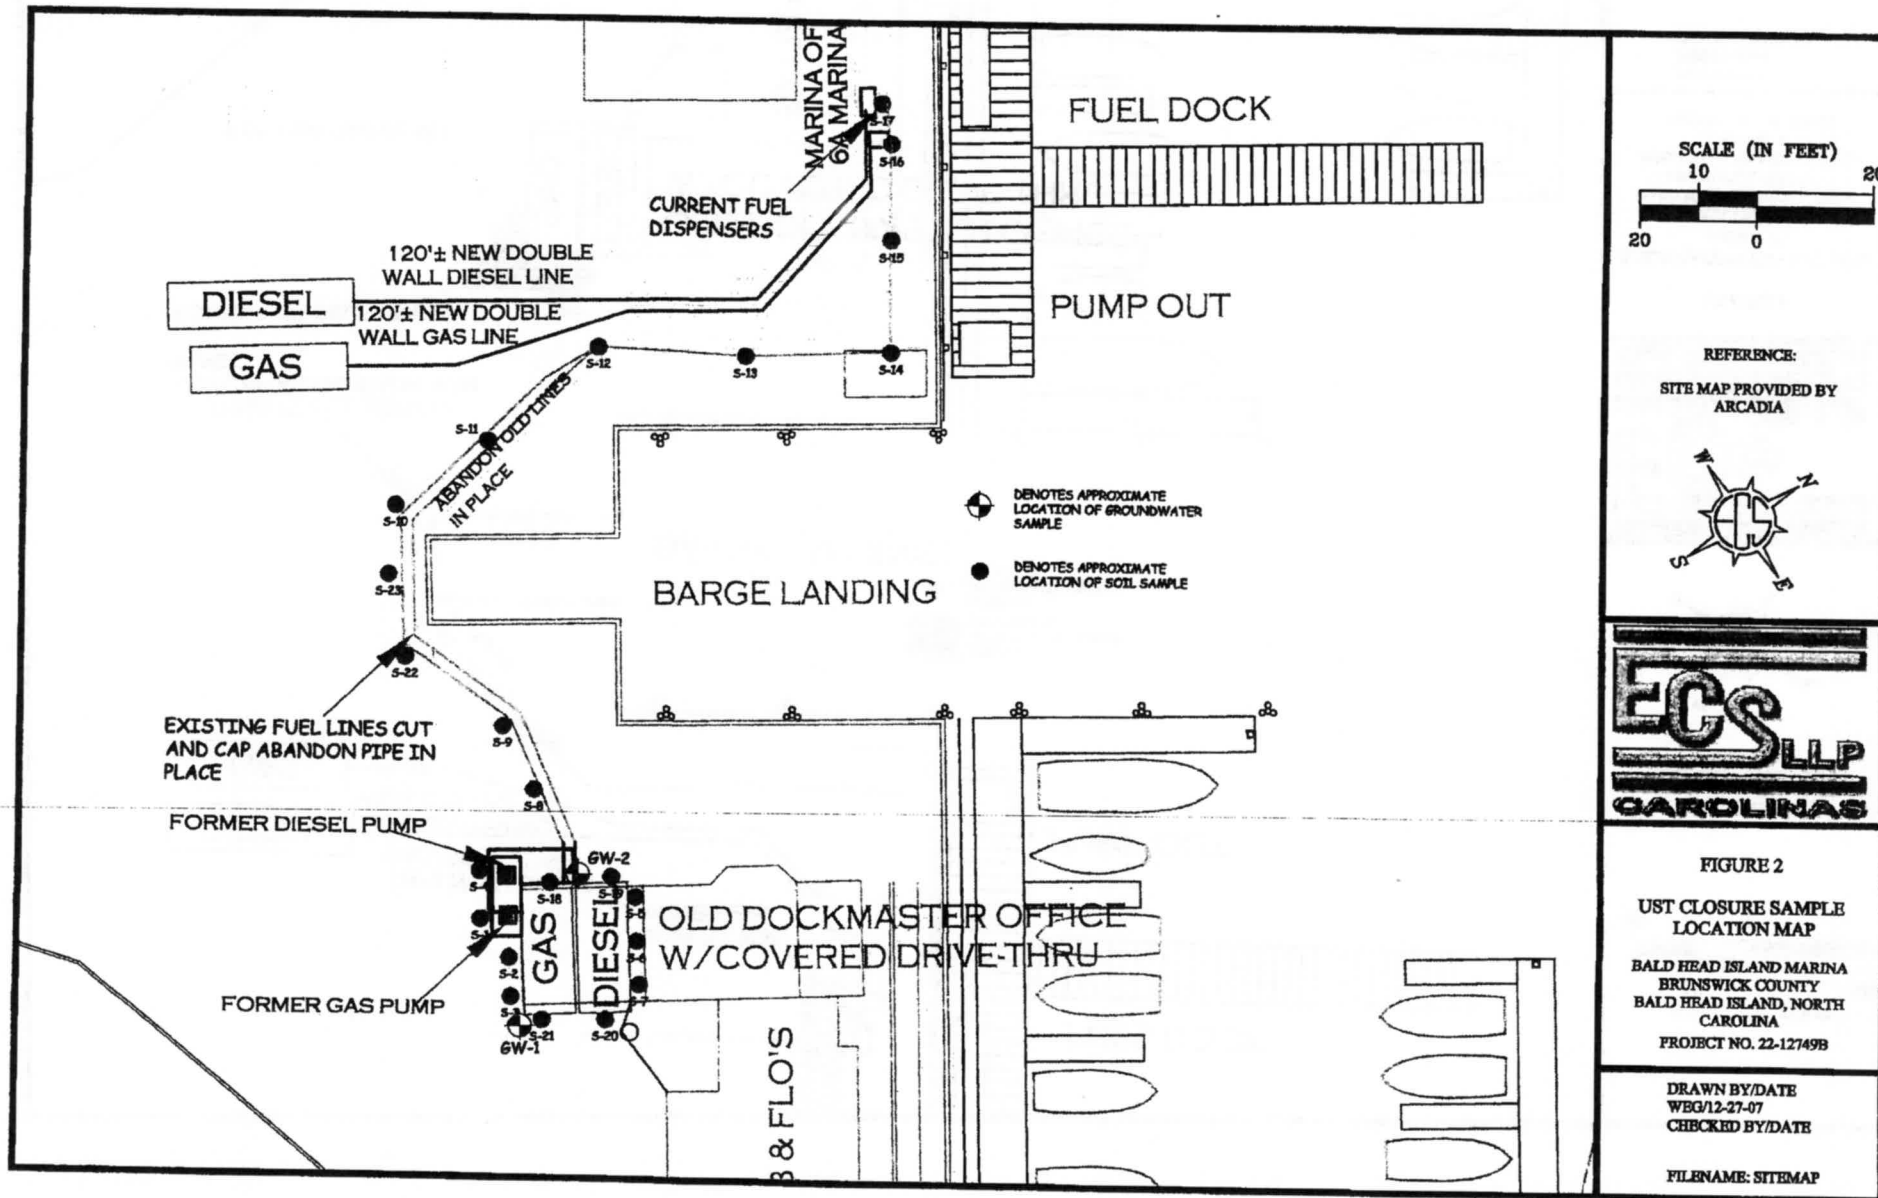 MARINA OF
6A MARINA
FUEL DOCK
S-17
S-16
CURRENT FUEL
DISPENSERS
S-15
120'± NEW DOUBLE
WALL DIESEL LINE
DIESEL
120'± NEW DOUBLE
WALL GAS LINE
GAS
PUMP OUT
S-12
S-13
S-14
ABANDON OLD LINES
IN PLACE
S-11
S-10
S-23
S-22
DENOTES APPROXIMATE
LOCATION OF GROUNDWATER
SAMPLE
DENOTES APPROXIMATE
LOCATION OF SOIL SAMPLE
BARGE LANDING
EXISTING FUEL LINES CUT
AND CAP ABANDON PIPE IN
PLACE
S-9
S-8
FORMER DIESEL PUMP
GW-2
S-18
S-19
S-5
S-6
S-7
GAS
DIESEL
OLD DOCKMASTER OFFICE
W/COVERED DRIVE-THRU
S-2
S-3
FORMER GAS PUMP
GW-1
S-21
S-20
B & FLO'S
SCALE (IN FEET)
10
20
20
0
REFERENCE:
SITE MAP PROVIDED BY
ARCADIA
W
N
S
E
ECS
ECS LLP
CAROLINAS
FIGURE 2
UST CLOSURE SAMPLE
LOCATION MAP
BALD HEAD ISLAND MARINA
BRUNSWICK COUNTY
BALD HEAD ISLAND, NORTH
CAROLINA
PROJECT NO. 22-12749B
DRAWN BY/DATE
WEG/12-27-07
CHECKED BY/DATE
FILENAME: SITEMAP